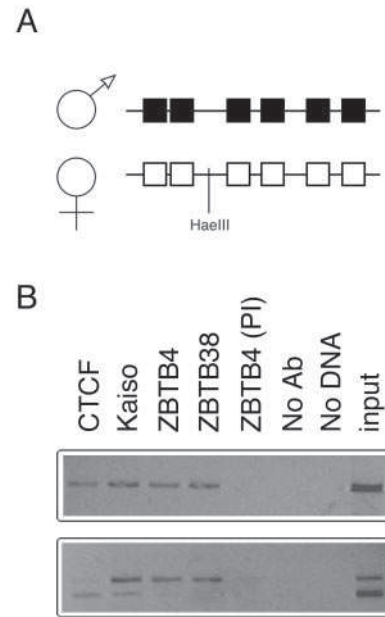 A
HaeIII
B
CTCF
Kaiso
ZBTB4
ZBTB38
ZBTB4 (PI)
No Ab
No DNA
input